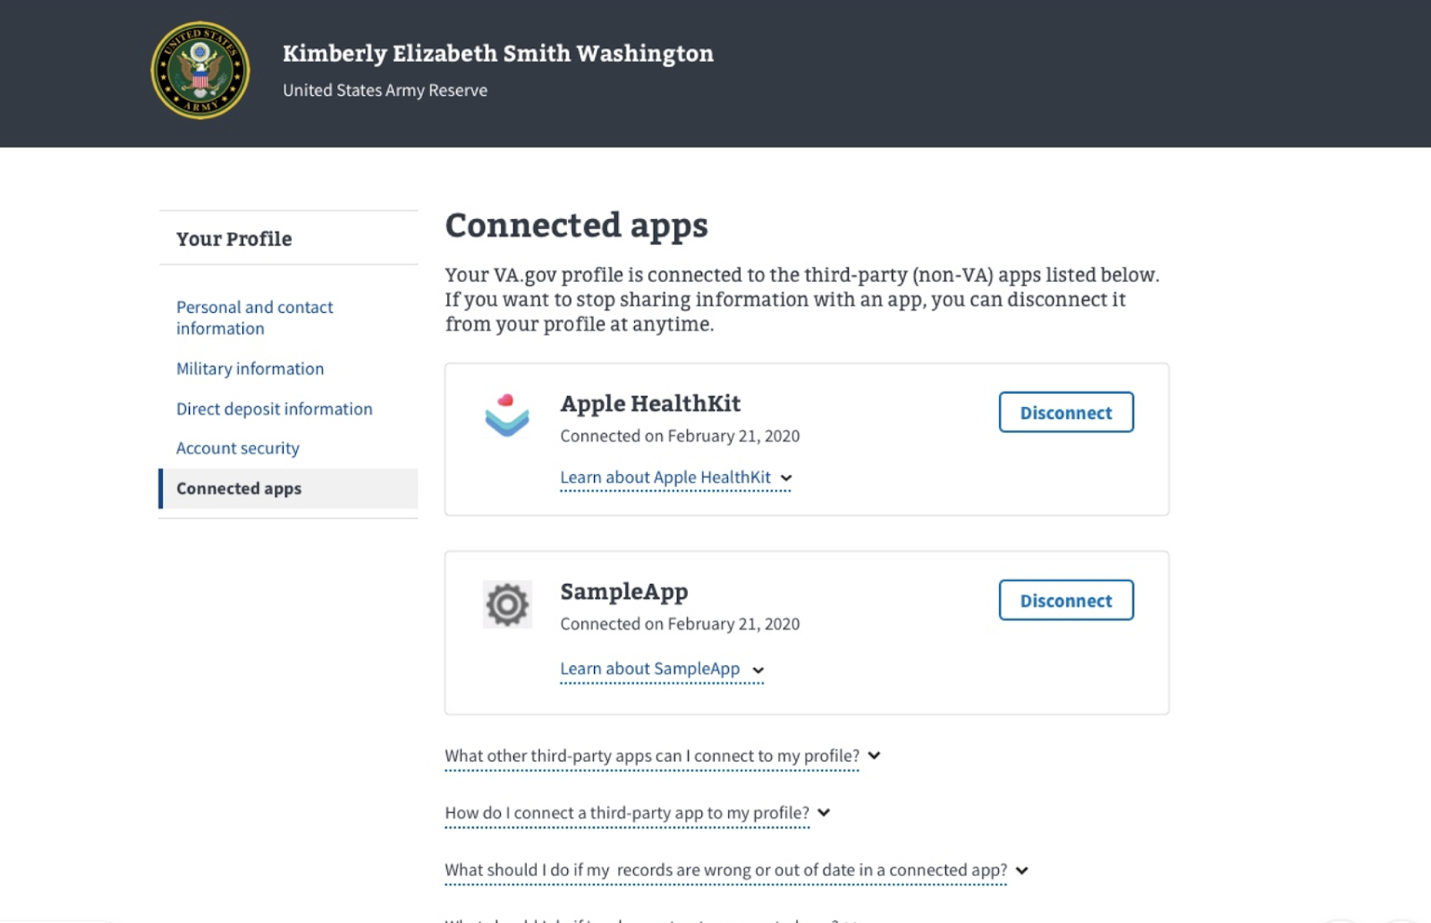 UNITED STATES
ARMY
Kimberly Elizabeth Smith Washington
United States Army Reserve
Your Profile
Personal and contact
information
Military information
Direct deposit information
Account security
Connected apps
Connected apps
Your VA.gov profile is connected to the third-party (non-VA) apps listed below.
If you want to stop sharing information with an app, you can disconnect it
from your profile at anytime.
Apple HealthKit
Disconnect
Connected on February 21, 2020
Learn about Apple HealthKit
SampleApp
Disconnect
Connected on February 21, 2020
Learn about SampleApp
What other third-party apps can I connect to my profile?
How do I connect a third-party app to my profile?
What should I do if my  records are wrong or out of date in a connected app?